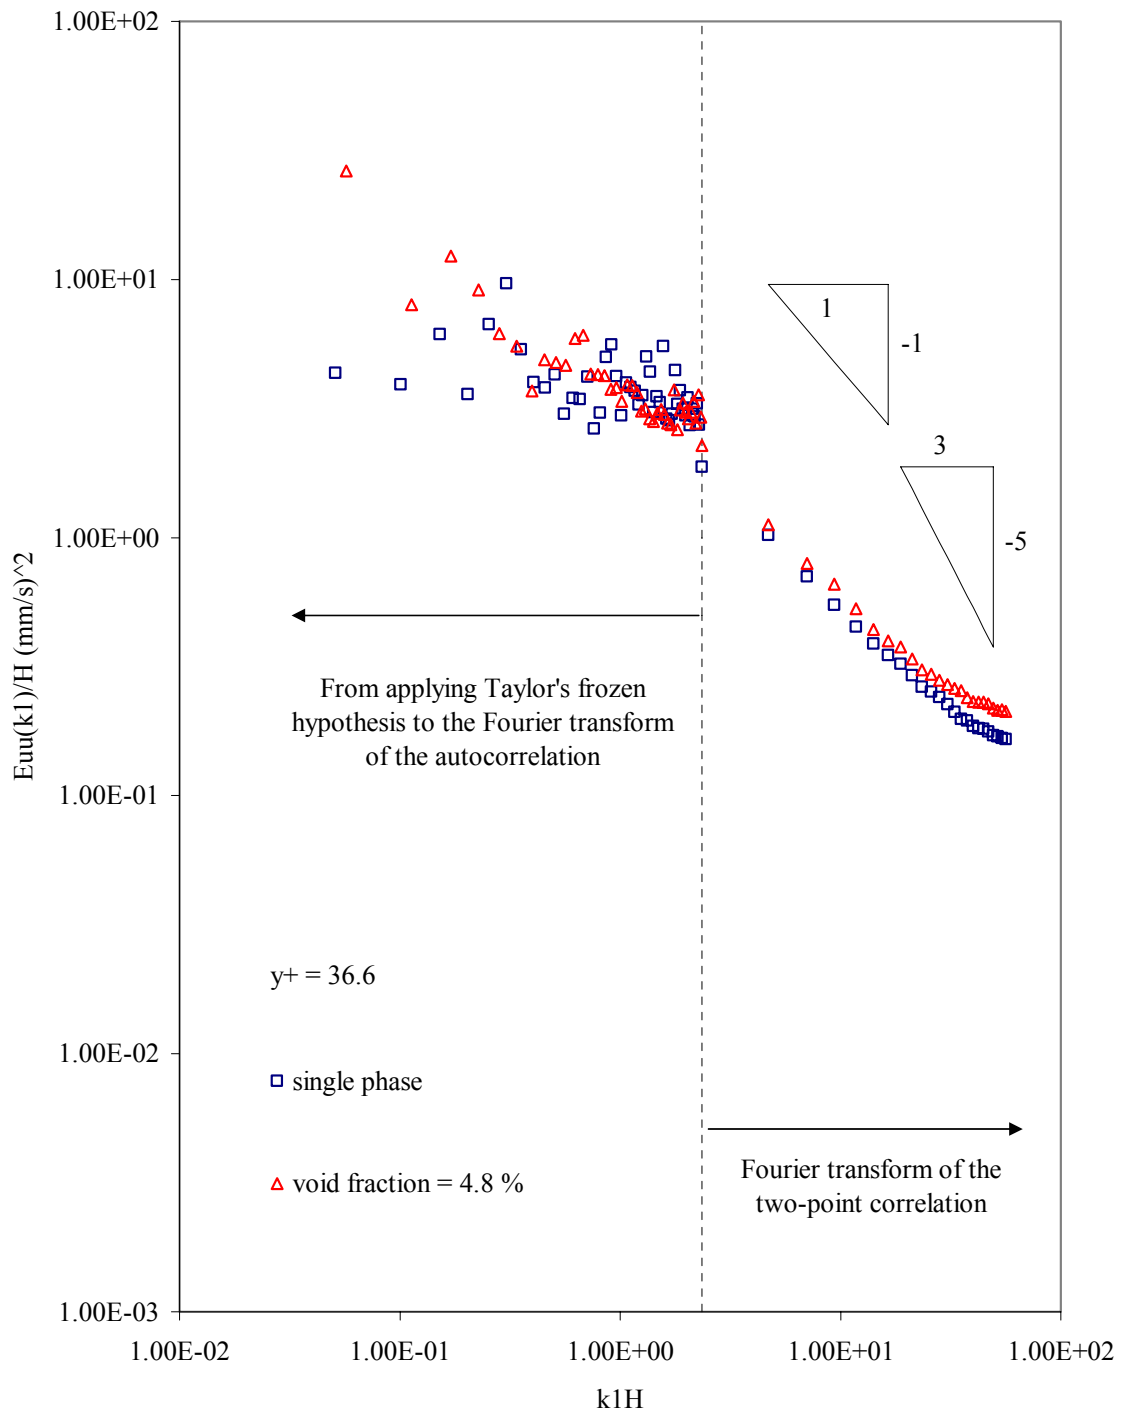 1.00E+02
1.00E+01
1.00E+00
1.00E-01
1.00E-02
1.00E-03
Euu(k1)/H (mm/s)^2
1
-1
3
-5
From applying Taylor's frozen
hypothesis to the Fourier transform
of the autocorrelation
y+ = 36.6
single phase
void fraction = 4.8 %
Fourier transform of the
two-point correlation
1.00E-02
1.00E-01
1.00E+00
1.00E+01
1.00E+02
k1H